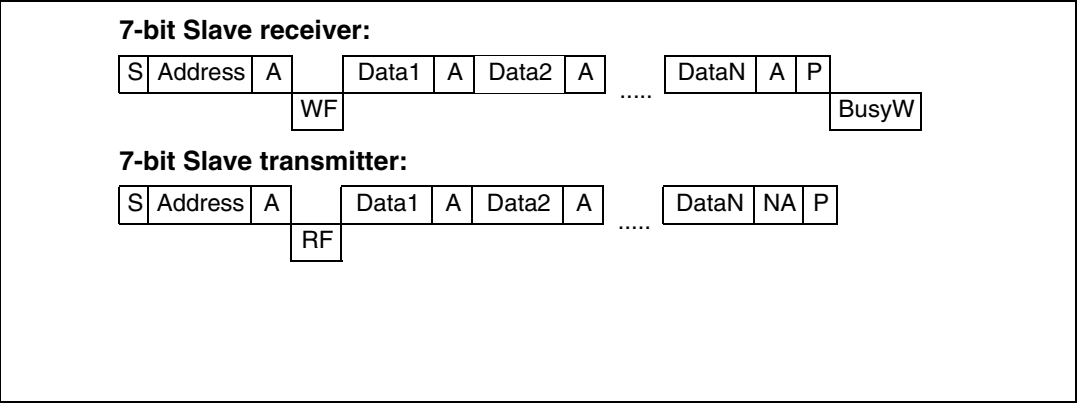 7-bit Slave receiver:
S Address A Data1 A Data2 A ..... DataN A P
WF BusyW
7-bit Slave transmitter:
S Address A Data1 A Data2 A ..... DataN NA P
RF